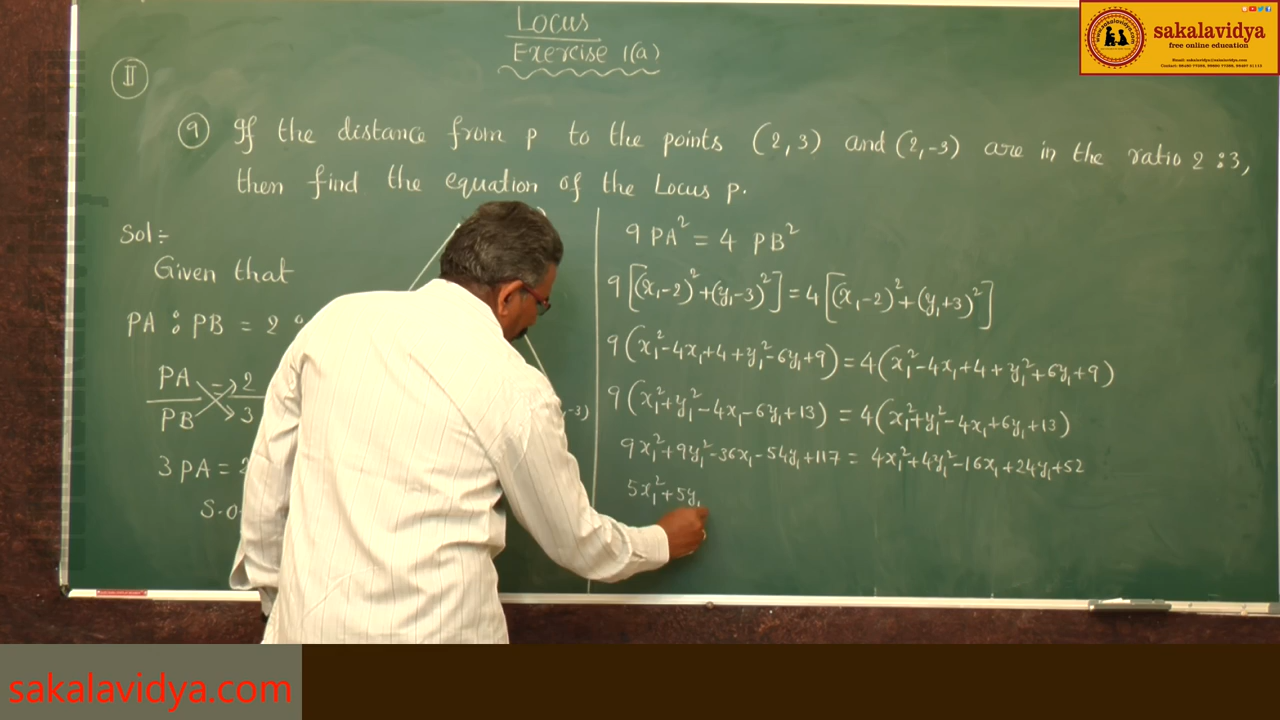 Locus
Exercise 1(a)
II
9 If the distance from P to the points (2, 3) and (2, -3) are in the ratio 2 : 3,
then find the equation of the Locus p.
Sol:-
Given that
PA : PB = 2
PA/PB = 2/3
3 PA = 2
S.O
-3)
9 PA² = 4 PB²
9[(x₁-2)²+(y₁-3)²] = 4[(x₁-2)²+(y₁+3)²]
9(x₁²-4x₁+4+y₁²-6y₁+9) = 4(x₁²-4x₁+4+y₁²+6y₁+9)
9(x₁²+y₁²-4x₁-6y₁+13) = 4(x₁²+y₁²-4x₁+6y₁+13)
9x₁²+9y₁²-36x₁-54y₁+117 = 4x₁²+4y₁²-16x₁+24y₁+52
5x₁²+5y₁
sakalavidya
free online education
sakalavidya.com